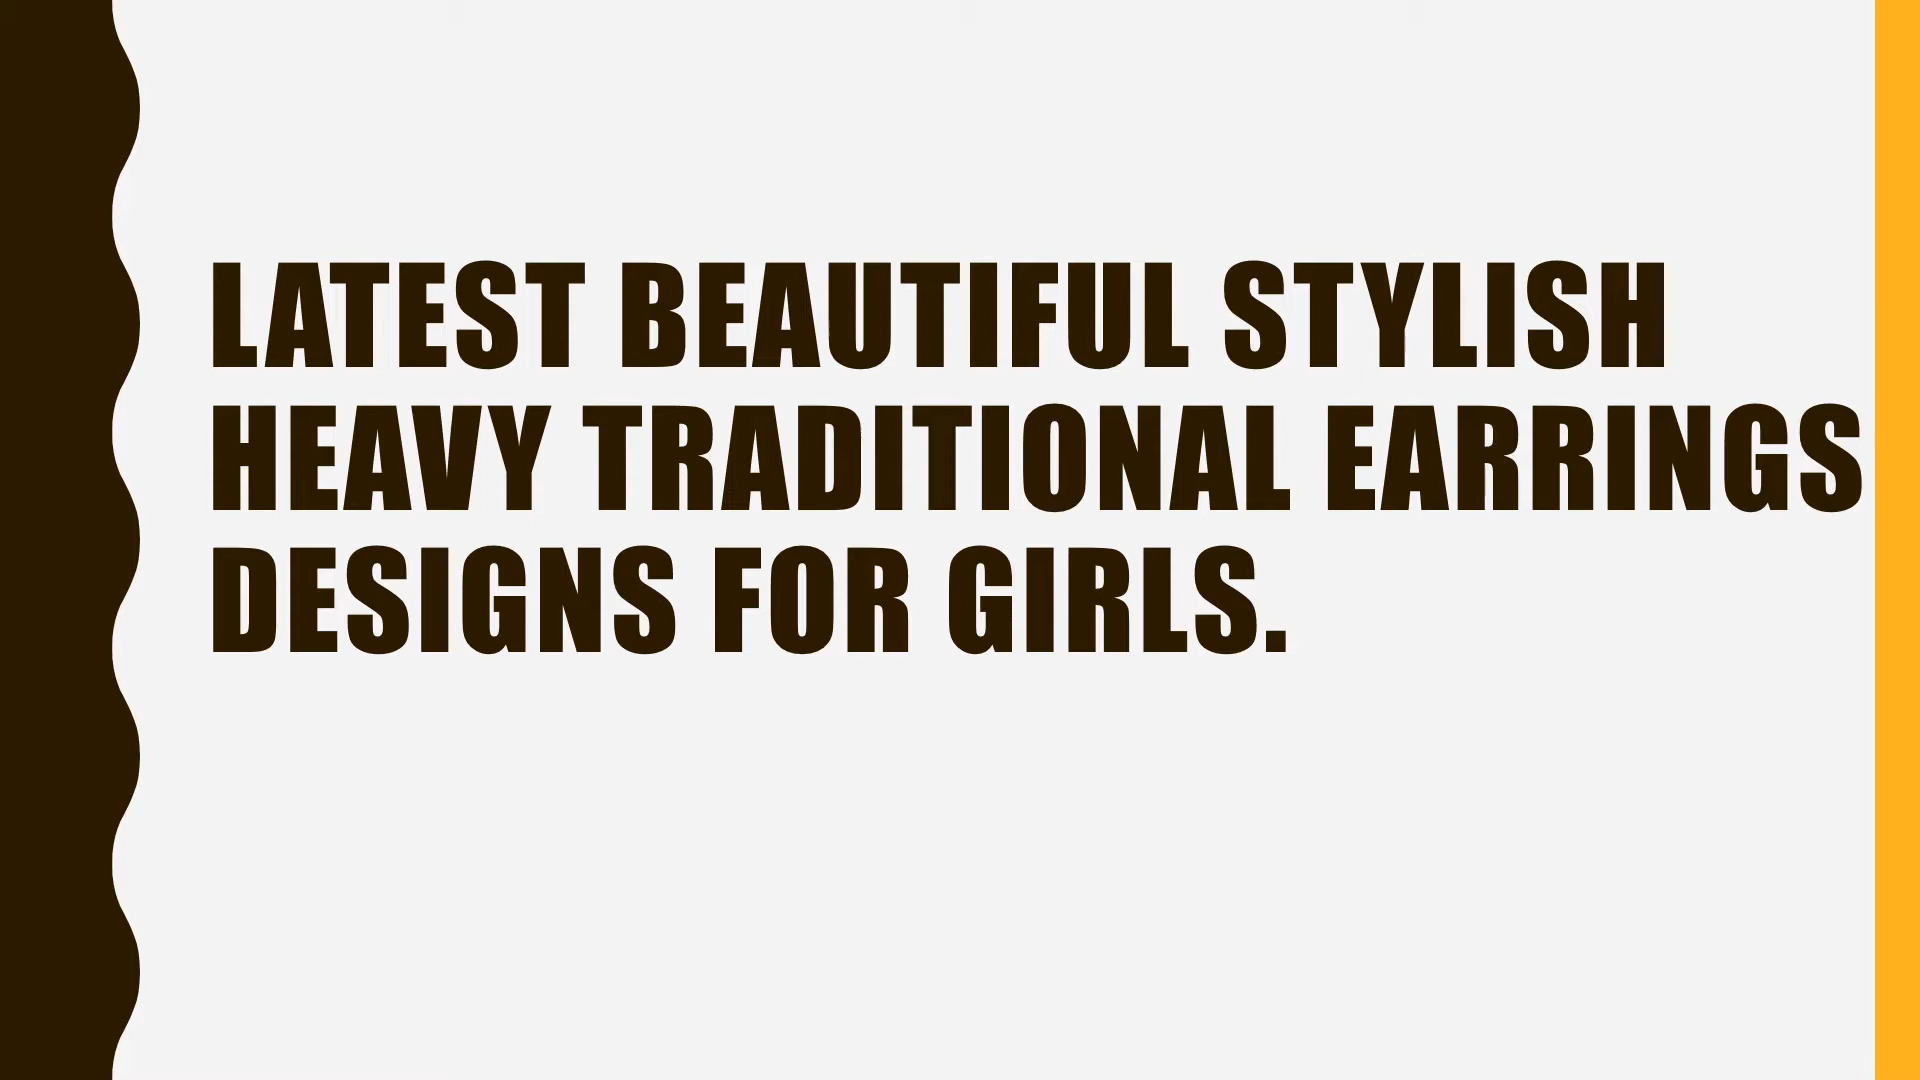 LATEST BEAUTIFUL STYLISH
HEAVY TRADITIONAL EARRINGS
DESIGNS FOR GIRLS.